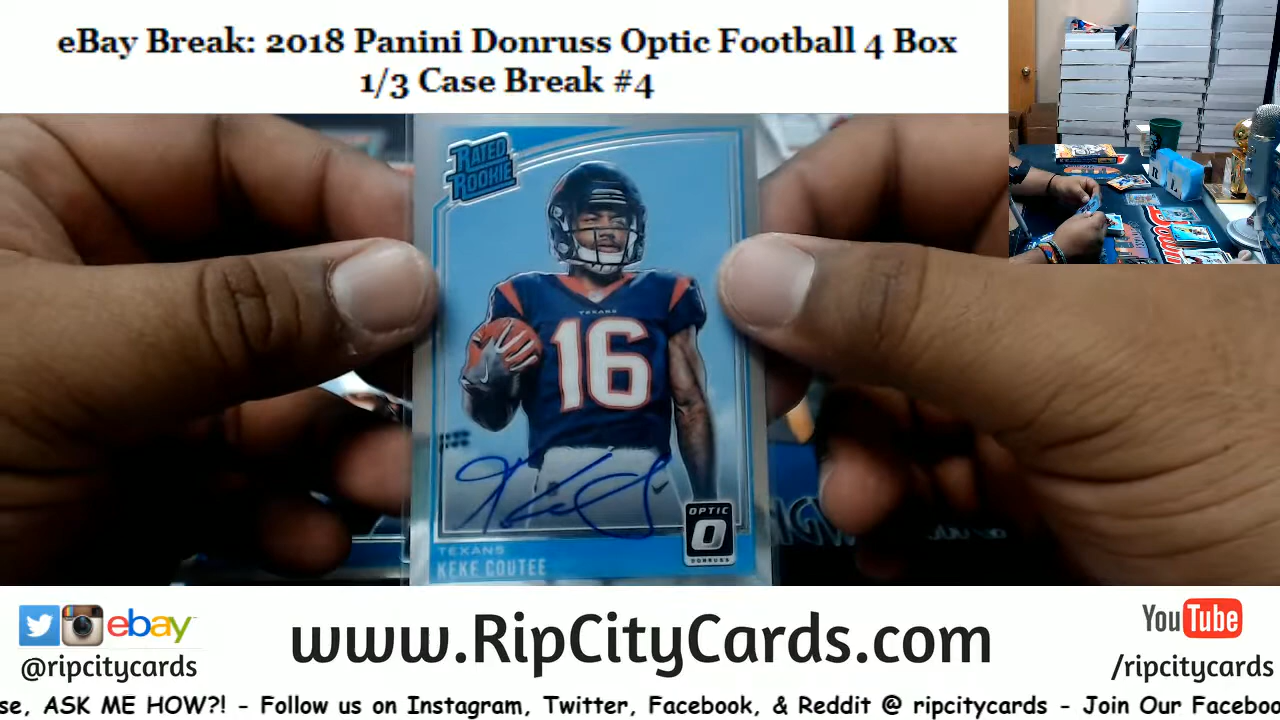 eBay Break: 2018 Panini Donruss Optic Football 4 Box
1/3 Case Break #4
RATED
ROOKIE
TEXANS
16
OPTIC
O
DONRUSS
TEXANS
KEKE COUTEE
ebay
@ripcitycards
www.RipCityCards.com
YouTube
/ripcitycards
se, ASK ME HOW?! - Follow us on Instagram, Twitter, Facebook, & Reddit @ ripcitycards - Join Our Faceboo